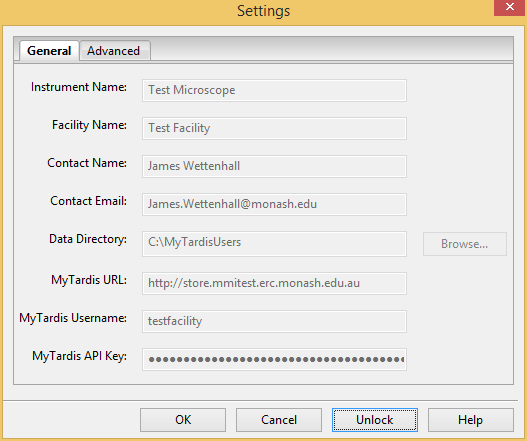 Settings
General Advanced
Instrument Name: Test Microscope
Facility Name: Test Facility
Contact Name: James Wettenhall
Contact Email: James.Wettenhall@monash.edu
Data Directory: C:\MyTardisUsers Browse...
MyTardis URL: http://store.mmitest.erc.monash.edu.au
MyTardis Username: testfacility
MyTardis API Key:
OK Cancel Unlock Help